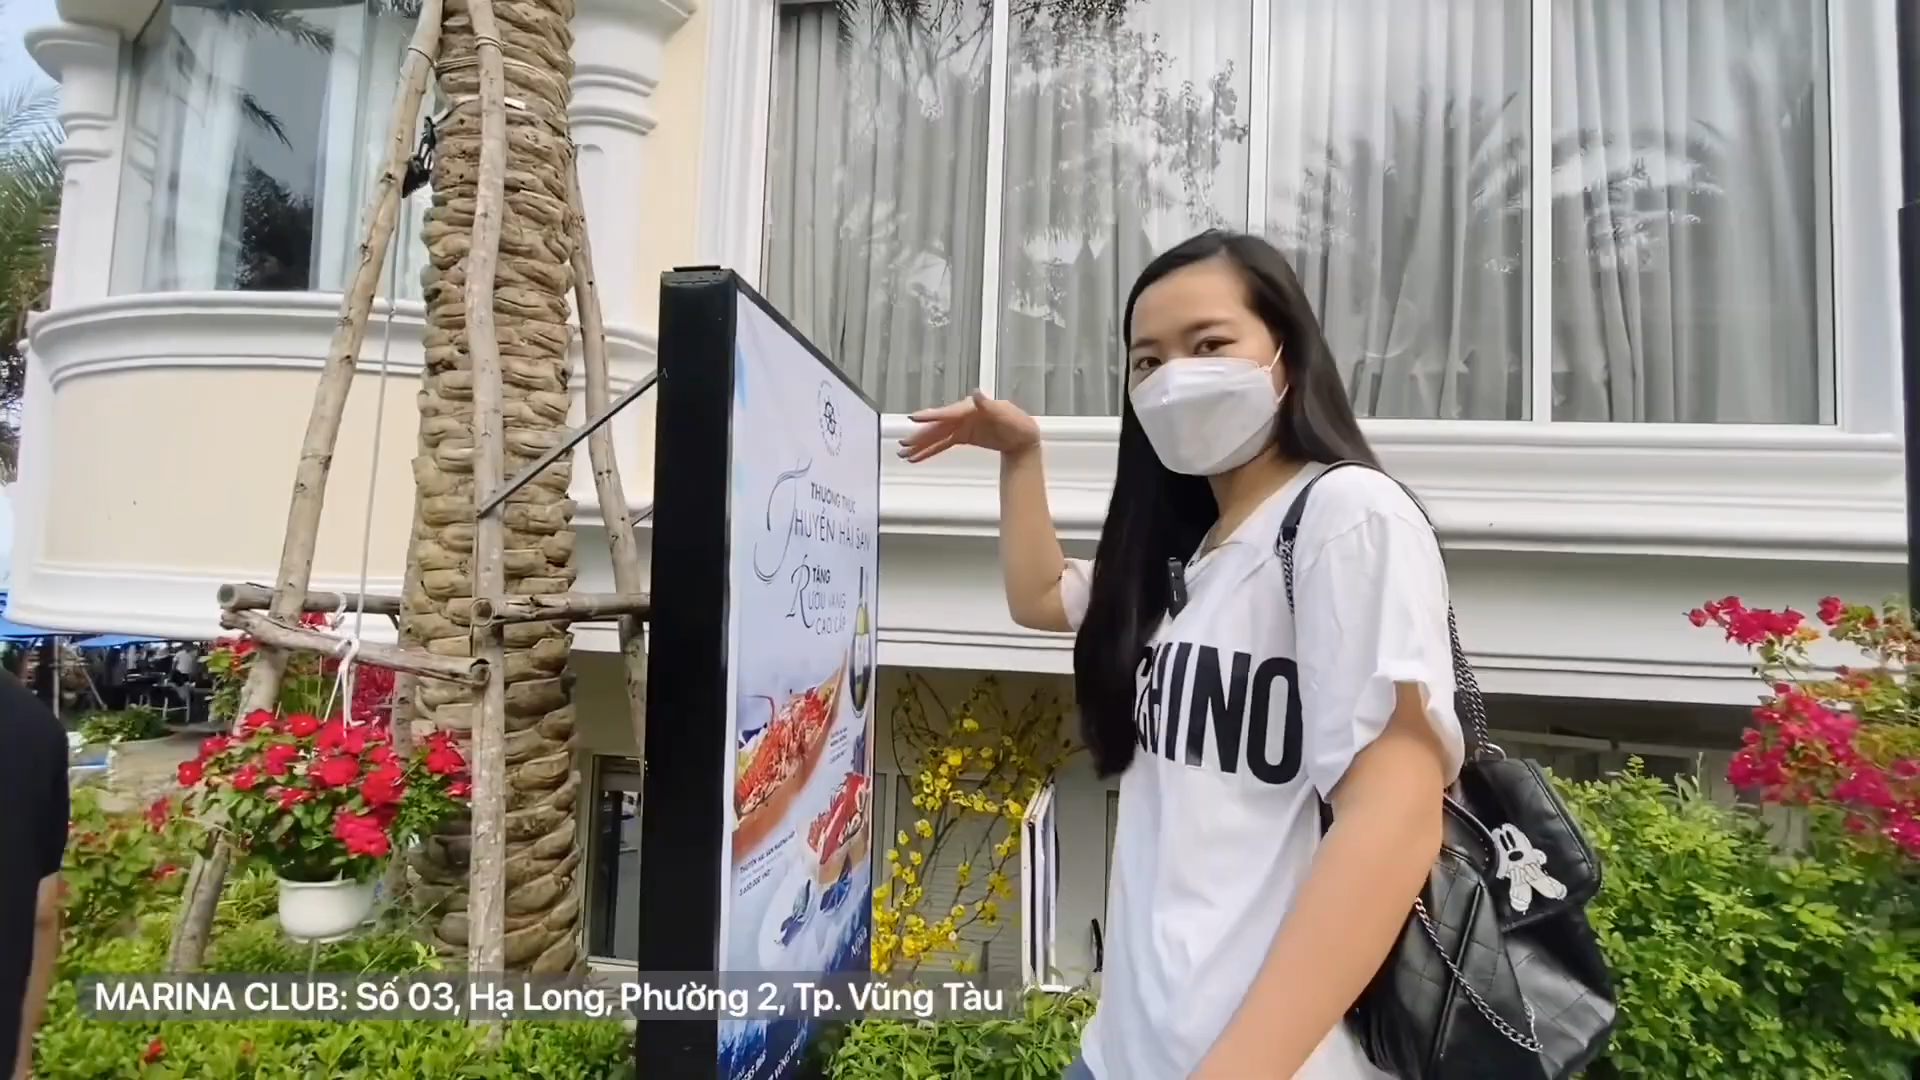 THƯỞNG THỨC
THUYỀN HẢI SẢN
TẶNG
RƯỢU VANG
CAO CẤP
CHINO
MARINA CLUB: Số 03, Hạ Long, Phường 2, Tp. Vũng Tàu